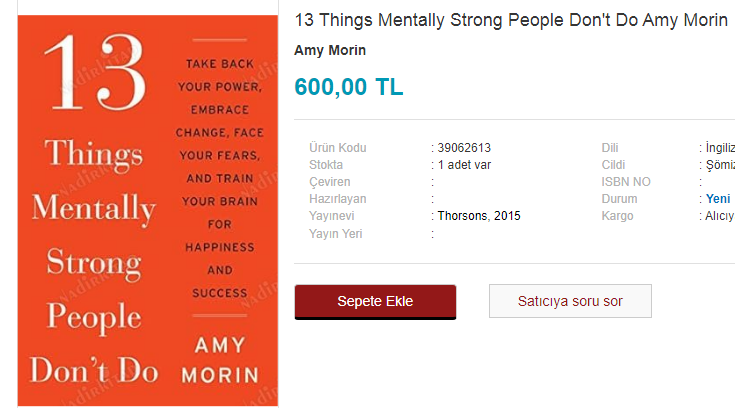 13
Things
Mentally
Strong
People
Don't Do
TAKE BACK
YOUR POWER,
EMBRACE
CHANGE, FACE
YOUR FEARS,
AND TRAIN
YOUR BRAIN
FOR
HAPPINESS
AND
SUCCESS
AMY
MORIN
13 Things Mentally Strong People Don't Do Amy Morin
Amy Morin
600,00 TL
Ürün Kodu : 39062613 Dili : İngiliz
Stokta : 1 adet var Cildi : Şömiz
Çeviren : ISBN NO :
Hazırlayan : Durum : Yeni
Yayınevi : Thorsons, 2015 Kargo : Alıcıy
Yayın Yeri :
Sepete Ekle Satıcıya soru sor